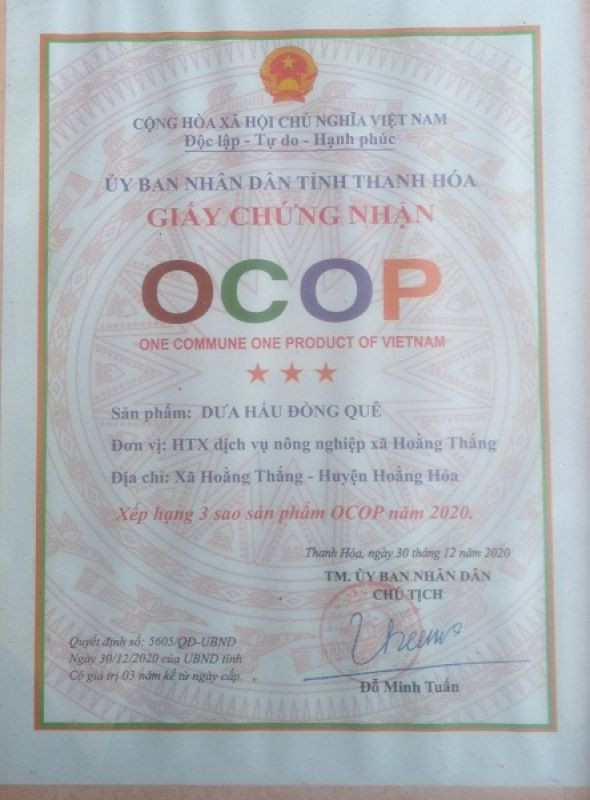 CỘNG HÒA XÃ HỘI CHỦ NGHĨA VIỆT NAM
Độc lập - Tự do - Hạnh phúc
ỦY BAN NHÂN DÂN TỈNH THANH HÓA
GIẤY CHỨNG NHẬN
OCOP
ONE COMMUNE ONE PRODUCT OF VIETNAM
Sản phẩm: DƯA HẤU ĐỒNG QUÊ
Đơn vị: HTX dịch vụ nông nghiệp xã Hoằng Thắng
Địa chỉ: Xã Hoằng Thắng - Huyện Hoằng Hóa
Xếp hạng 3 sao sản phẩm OCOP năm 2020.
Thanh Hóa, ngày 30 tháng 12 năm 2020
TM. ỦY BAN NHÂN DÂN
CHỦ TỊCH
Quyết định số: 5605/QĐ-UBND
Ngày 30/12/2020 của UBND tỉnh
Có giá trị 03 năm kể từ ngày cấp.
Đỗ Minh Tuấn